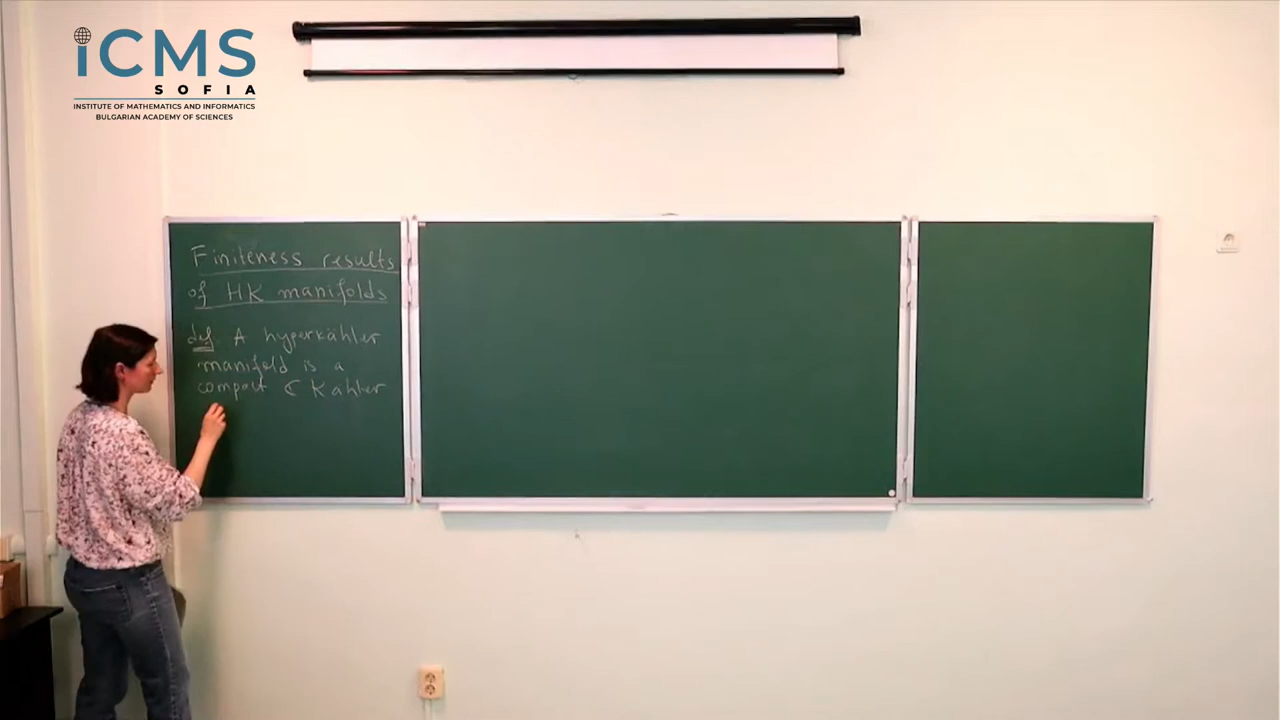 iCMS
SOFIA
INSTITUTE OF MATHEMATICS AND INFORMATICS
BULGARIAN ACADEMY OF SCIENCES
Finiteness results
of HK manifolds
def A hyperkähler
manifold is a
compact ℂ Kähler